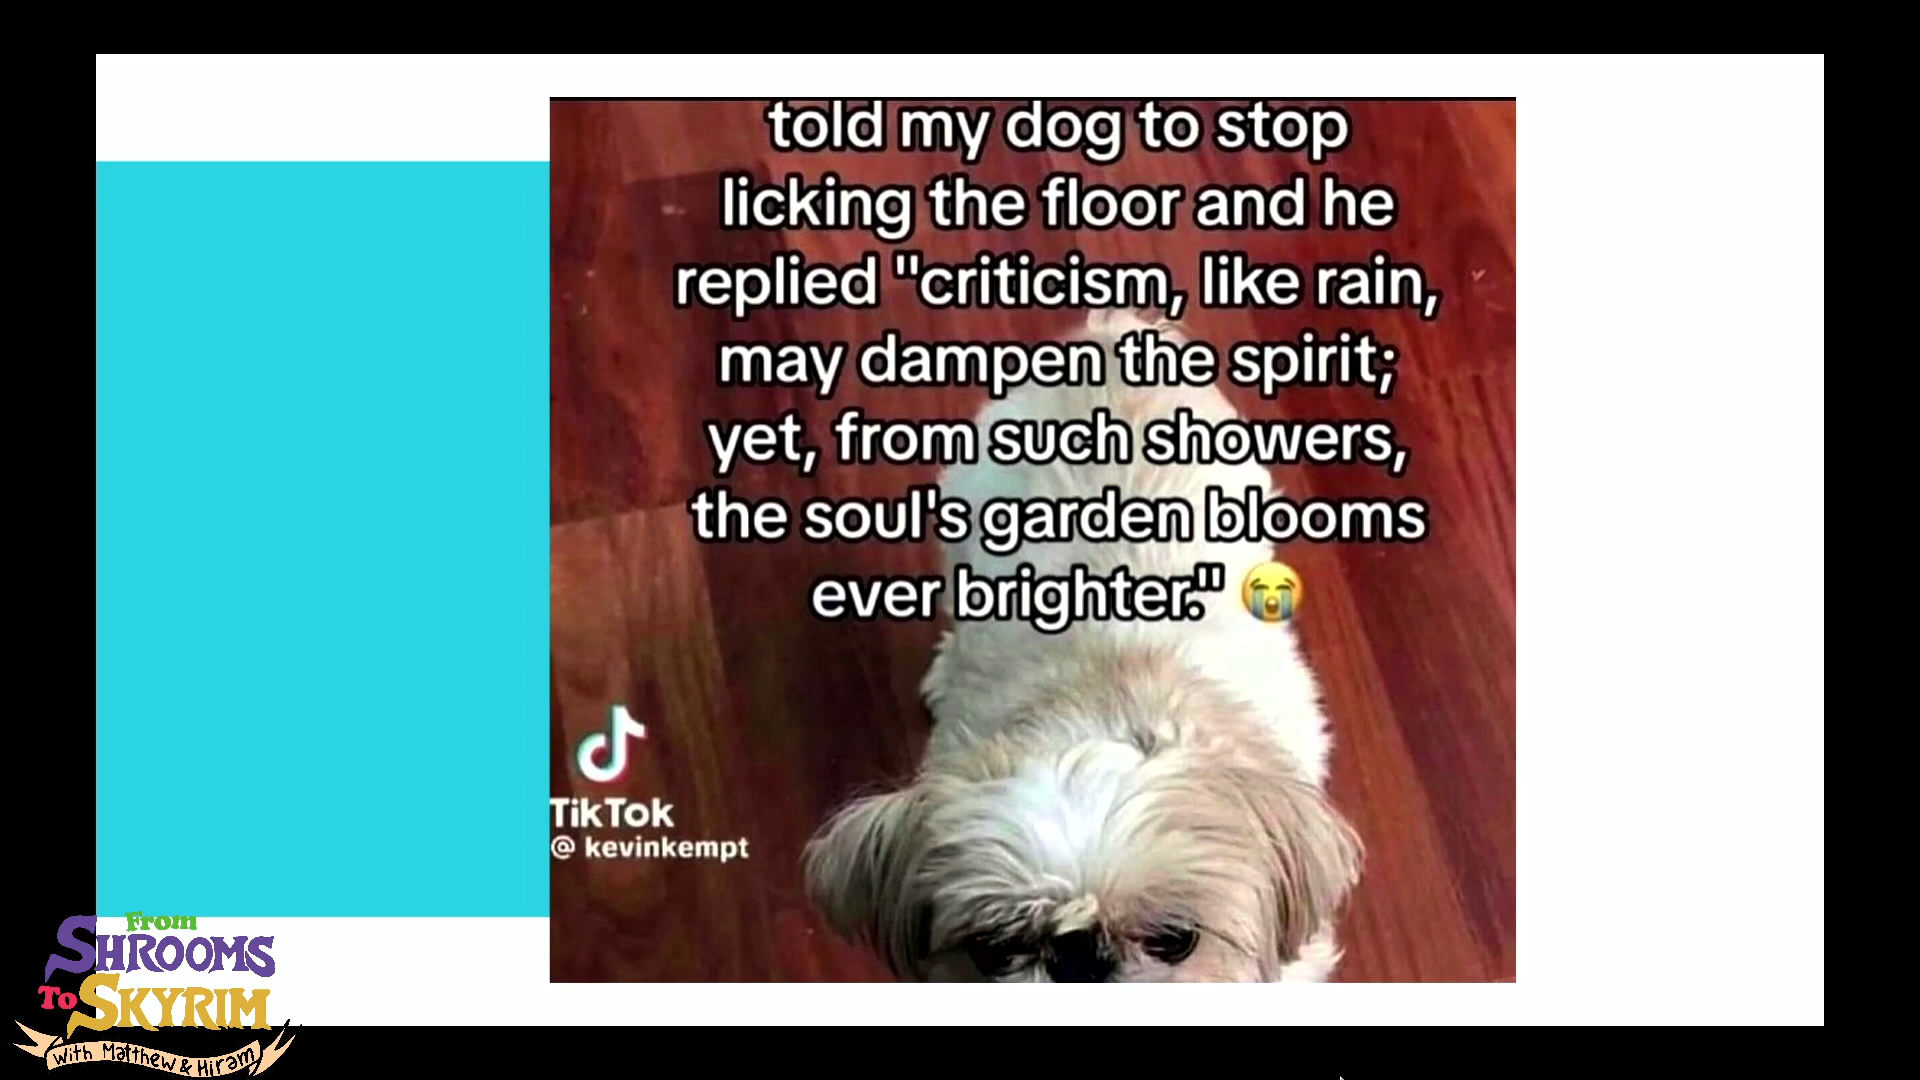 told my dog to stop
licking the floor and he
replied "criticism, like rain,
may dampen the spirit;
yet, from such showers,
the soul's garden blooms
ever brighter." 😭
TikTok
@ kevinkempt
From
SHROOMS
To SKYRIM
With Matthew & Hiram